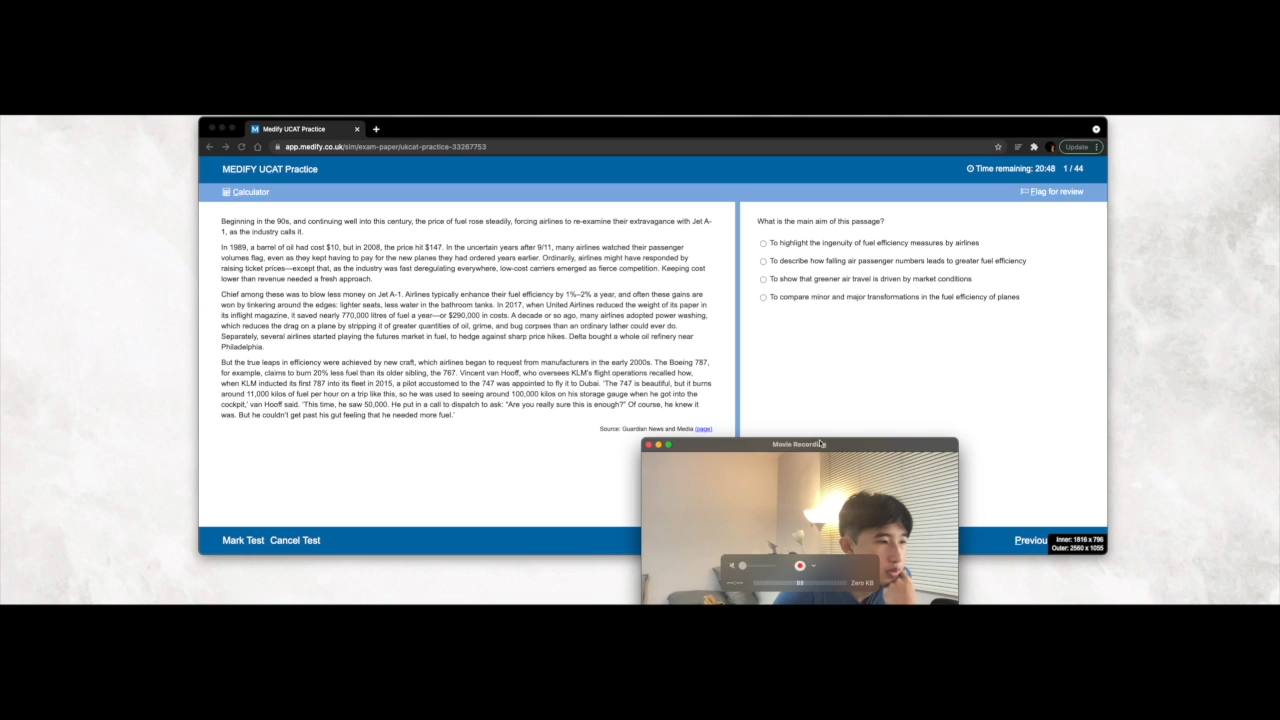 Medify UCAT Practice
app.medify.co.uk/sim/exam-paper/ukcat-practice-33267753
Update
MEDIFY UCAT Practice
Time remaining: 20:48 1 / 44
Calculator
Flag for review
Beginning in the 90s, and continuing well into this century, the price of fuel rose steadily, forcing airlines to re-examine their extravagance with Jet A-
1, as the industry calls it.
In 1989, a barrel of oil had cost $10, but in 2008, the price hit $147. In the uncertain years after 9/11, many airlines watched their passenger
volumes flag, even as they kept having to pay for the new planes they had ordered years earlier. Ordinarily, airlines might have responded by
raising ticket prices—except that, as the industry was fast deregulating everywhere, low-cost carriers emerged as fierce competition. Keeping cost
lower than revenue needed a fresh approach.
Chief among these was to blow less money on Jet A-1. Airlines typically enhance their fuel efficiency by 1%–2% a year, and often these gains are
won by tinkering around the edges: lighter seats, less water in the bathroom tanks. In 2017, when United Airlines reduced the weight of its paper in
its inflight magazine, it saved nearly 770,000 litres of fuel a year—or $290,000 in costs. A decade or so ago, many airlines adopted power washing,
which reduces the drag on a plane by stripping it of greater quantities of oil, grime, and bug corpses than an ordinary lather could ever do.
Separately, several airlines started playing the futures market in fuel, to hedge against sharp price hikes. Delta bought a whole oil refinery near
Philadelphia.
But the true leaps in efficiency were achieved by new craft, which airlines began to request from manufacturers in the early 2000s. The Boeing 787,
for example, claims to burn 20% less fuel than its older sibling, the 767. Vincent van Hooff, who oversees KLM's flight operations recalled how,
when KLM inducted its first 787 into its fleet in 2015, a pilot accustomed to the 747 was appointed to fly it to Dubai. 'The 747 is beautiful, but it burns
around 11,000 kilos of fuel per hour on a trip like this, so he was used to seeing around 100,000 kilos on his storage gauge when he got into the
cockpit,' van Hooff said. 'This time, he saw 50,000. He put in a call to dispatch to ask: "Are you really sure this is enough?" Of course, he knew it
was. But he couldn't get past his gut feeling that he needed more fuel.'
Source: Guardian News and Media (page)
What is the main aim of this passage?
To highlight the ingenuity of fuel efficiency measures by airlines
To describe how falling air passenger numbers leads to greater fuel efficiency
To show that greener air travel is driven by market conditions
To compare minor and major transformations in the fuel efficiency of planes
Movie Recording
--:--:--
Zero KB
Mark Test Cancel Test
Previou
Inner: 1816 x 796
Outer: 2560 x 1055